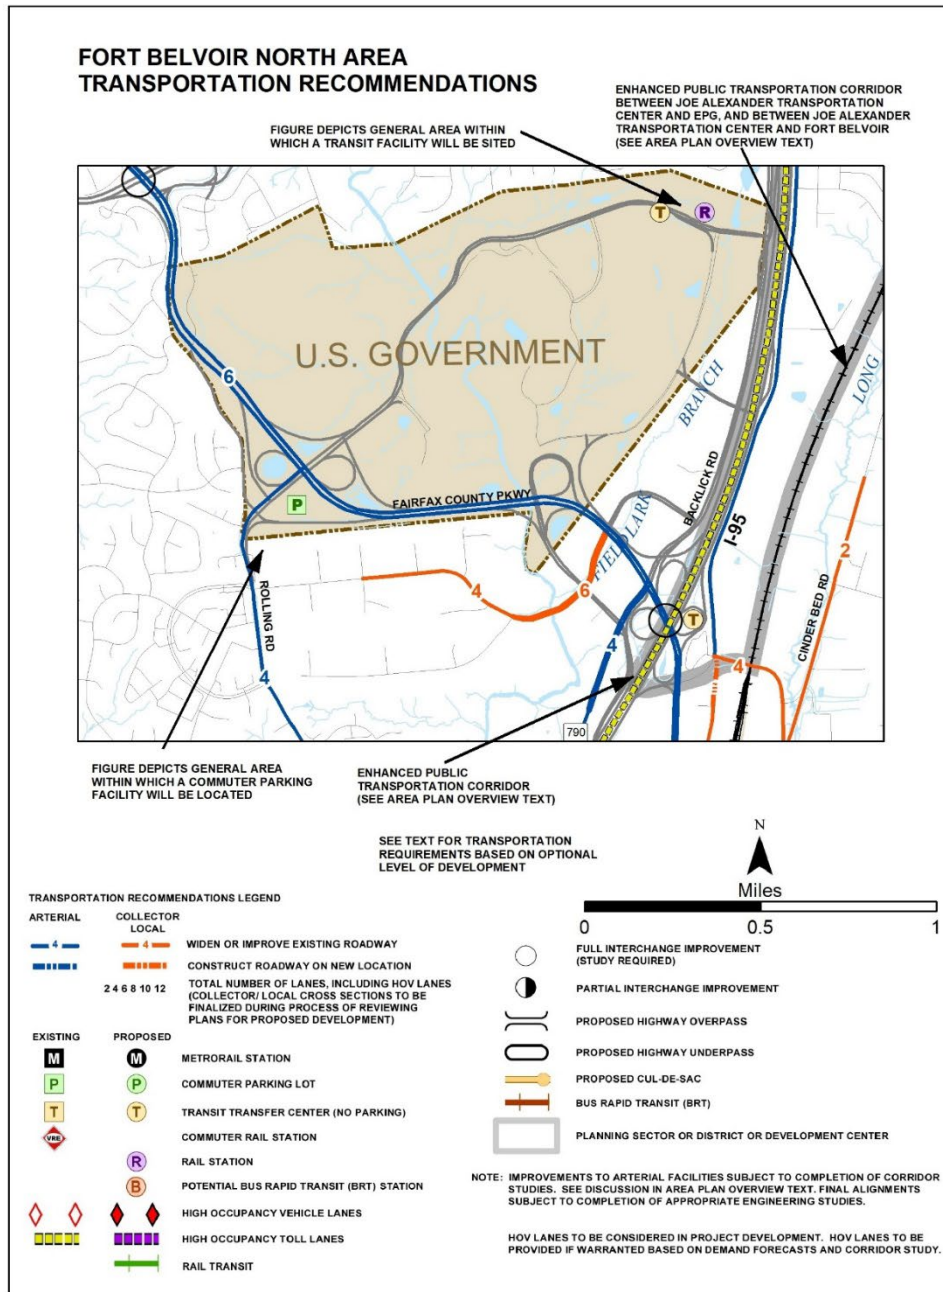 FORT BELVOIR NORTH AREA
TRANSPORTATION RECOMMENDATIONS
ENHANCED PUBLIC TRANSPORTATION CORRIDOR
BETWEEN JOE ALEXANDER TRANSPORTATION
CENTER AND EPG, AND BETWEEN JOE ALEXANDER
TRANSPORTATION CENTER AND FORT BELVOIR
(SEE AREA PLAN OVERVIEW TEXT)
FIGURE DEPICTS GENERAL AREA WITHIN
WHICH A TRANSIT FACILITY WILL BE SITED
T
R
U.S. GOVERNMENT
6
BRANCH
LONG
BACKLICK RD
I-95
P
FAIRFAX COUNTY PKWY
FIELDLARK
2
CINDER BED RD
ROLLING RD
4
6
T
4
4
4
790
FIGURE DEPICTS GENERAL AREA
WITHIN WHICH A COMMUTER PARKING
FACILITY WILL BE LOCATED
ENHANCED PUBLIC
TRANSPORTATION CORRIDOR
(SEE AREA PLAN OVERVIEW TEXT)
SEE TEXT FOR TRANSPORTATION
REQUIREMENTS BASED ON OPTIONAL
LEVEL OF DEVELOPMENT
N
Miles
0 0.5 1
TRANSPORTATION RECOMMENDATIONS LEGEND
ARTERIAL COLLECTOR
LOCAL
4 4 WIDEN OR IMPROVE EXISTING ROADWAY
CONSTRUCT ROADWAY ON NEW LOCATION
2 4 6 8 10 12 TOTAL NUMBER OF LANES, INCLUDING HOV LANES
(COLLECTOR/ LOCAL CROSS SECTIONS TO BE
FINALIZED DURING PROCESS OF REVIEWING
PLANS FOR PROPOSED DEVELOPMENT)
EXISTING PROPOSED
M M METRORAIL STATION
P P COMMUTER PARKING LOT
T T TRANSIT TRANSFER CENTER (NO PARKING)
VRE COMMUTER RAIL STATION
R RAIL STATION
B POTENTIAL BUS RAPID TRANSIT (BRT) STATION
HIGH OCCUPANCY VEHICLE LANES
HIGH OCCUPANCY TOLL LANES
RAIL TRANSIT
FULL INTERCHANGE IMPROVEMENT
(STUDY REQUIRED)
PARTIAL INTERCHANGE IMPROVEMENT
PROPOSED HIGHWAY OVERPASS
PROPOSED HIGHWAY UNDERPASS
PROPOSED CUL-DE-SAC
BUS RAPID TRANSIT (BRT)
PLANNING SECTOR OR DISTRICT OR DEVELOPMENT CENTER
NOTE: IMPROVEMENTS TO ARTERIAL FACILITIES SUBJECT TO COMPLETION OF CORRIDOR
STUDIES. SEE DISCUSSION IN AREA PLAN OVERVIEW TEXT. FINAL ALIGNMENTS
SUBJECT TO COMPLETION OF APPROPRIATE ENGINEERING STUDIES.
HOV LANES TO BE CONSIDERED IN PROJECT DEVELOPMENT. HOV LANES TO BE
PROVIDED IF WARRANTED BASED ON DEMAND FORECASTS AND CORRIDOR STUDY.